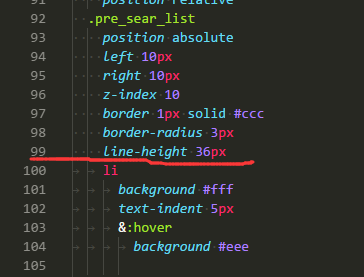 91 position relative
92 .pre_sear_list
93 position absolute
94 left 10px
95 right 10px
96 z-index 10
97 border 1px solid #ccc
98 border-radius 3px
99 line-height 36px
100 li
101 background #fff
102 text-indent 5px
103 &:hover
104 background #eee
105